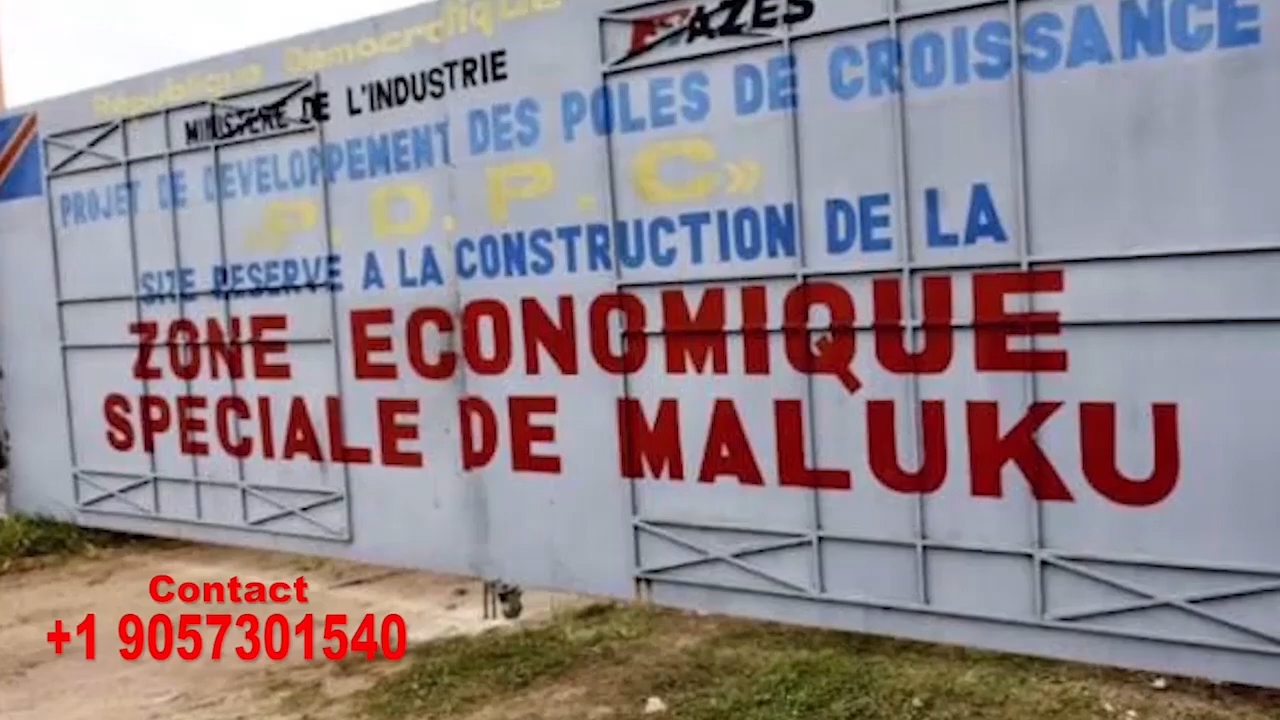 République Démocratique
MINISTERE DE L'INDUSTRIE
AZES
PROJET DE DEVELOPPEMENT DES POLES DE CROISSANCE
P.D.P.C»
SITE RESERVE A LA CONSTRUCTION DE LA
ZONE ECONOMIQUE
SPECIALE DE MALUKU
Contact
+1 9057301540